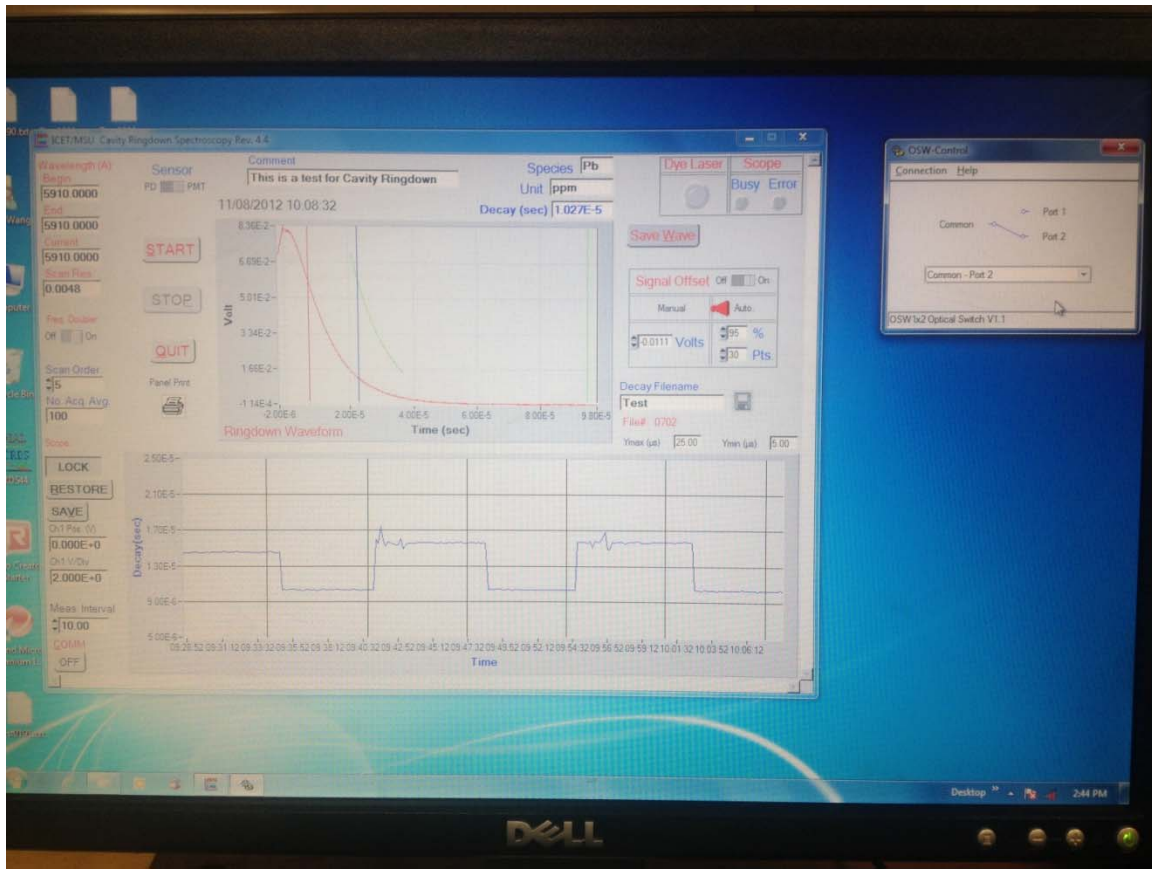 ICET/MSU Cavity Ringdown Spectroscopy Rev. 4.4
Wavelength (A)
Begin
5910.0000
End
5910.0000
Current
5910.0000
Scan Res.
0.0048
Freq. Doubler
Off On
Scan Order
5
No. Acq. Avg.
100
Scope
LOCK
RESTORE
SAVE
Ch1 Pos. (V)
0.000E+0
Ch1 V/Div
2.000E+0
Meas. Interval
10.00
COMM
OFF
Sensor
PD PMT
START
STOP
QUIT
Panel Print
Comment
This is a test for Cavity Ringdown
11/08/2012 10:08:32
Species Pb
Unit ppm
Decay (sec) 1.027E-5
Dye Laser Scope
Busy Error
Volt
8.36E-2
6.69E-2
5.01E-2
3.34E-2
1.66E-2
-1.14E-4
-2.00E-6 2.00E-5 4.00E-5 6.00E-5 8.00E-5 9.80E-5
Ringdown Waveform
Time (sec)
Save Wave
Signal Offset Off On
Manual Auto.
-0.0111 Volts
95 %
30 Pts.
Decay Filename
Test
File# 0702
Ymax (µs) 25.00 Ymin (µs) 5.00
Decay(sec)
2.50E-5
2.10E-5
1.70E-5
1.30E-5
9.00E-6
5.00E-6
Time
OSW-Control
Connection Help
Common
Port 1
Port 2
Common - Port 2
OSW1x2 Optical Switch V1.1
Desktop
2:44 PM
DELL